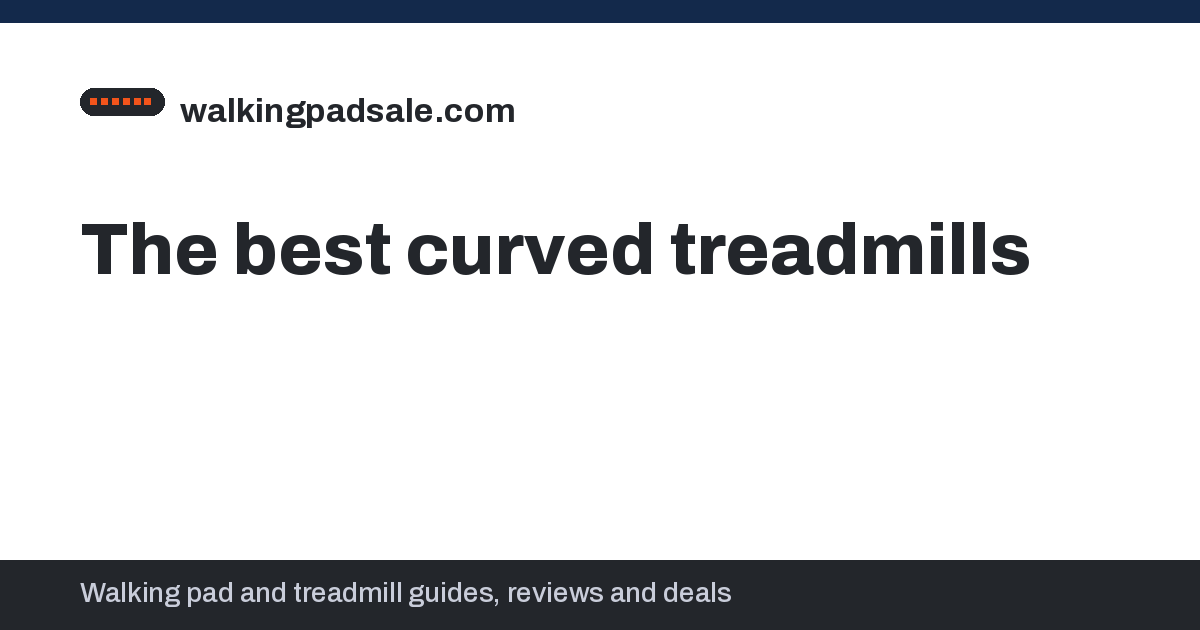 walkingpadsale.com
The best curved treadmills
Walking pad and treadmill guides, reviews and deals